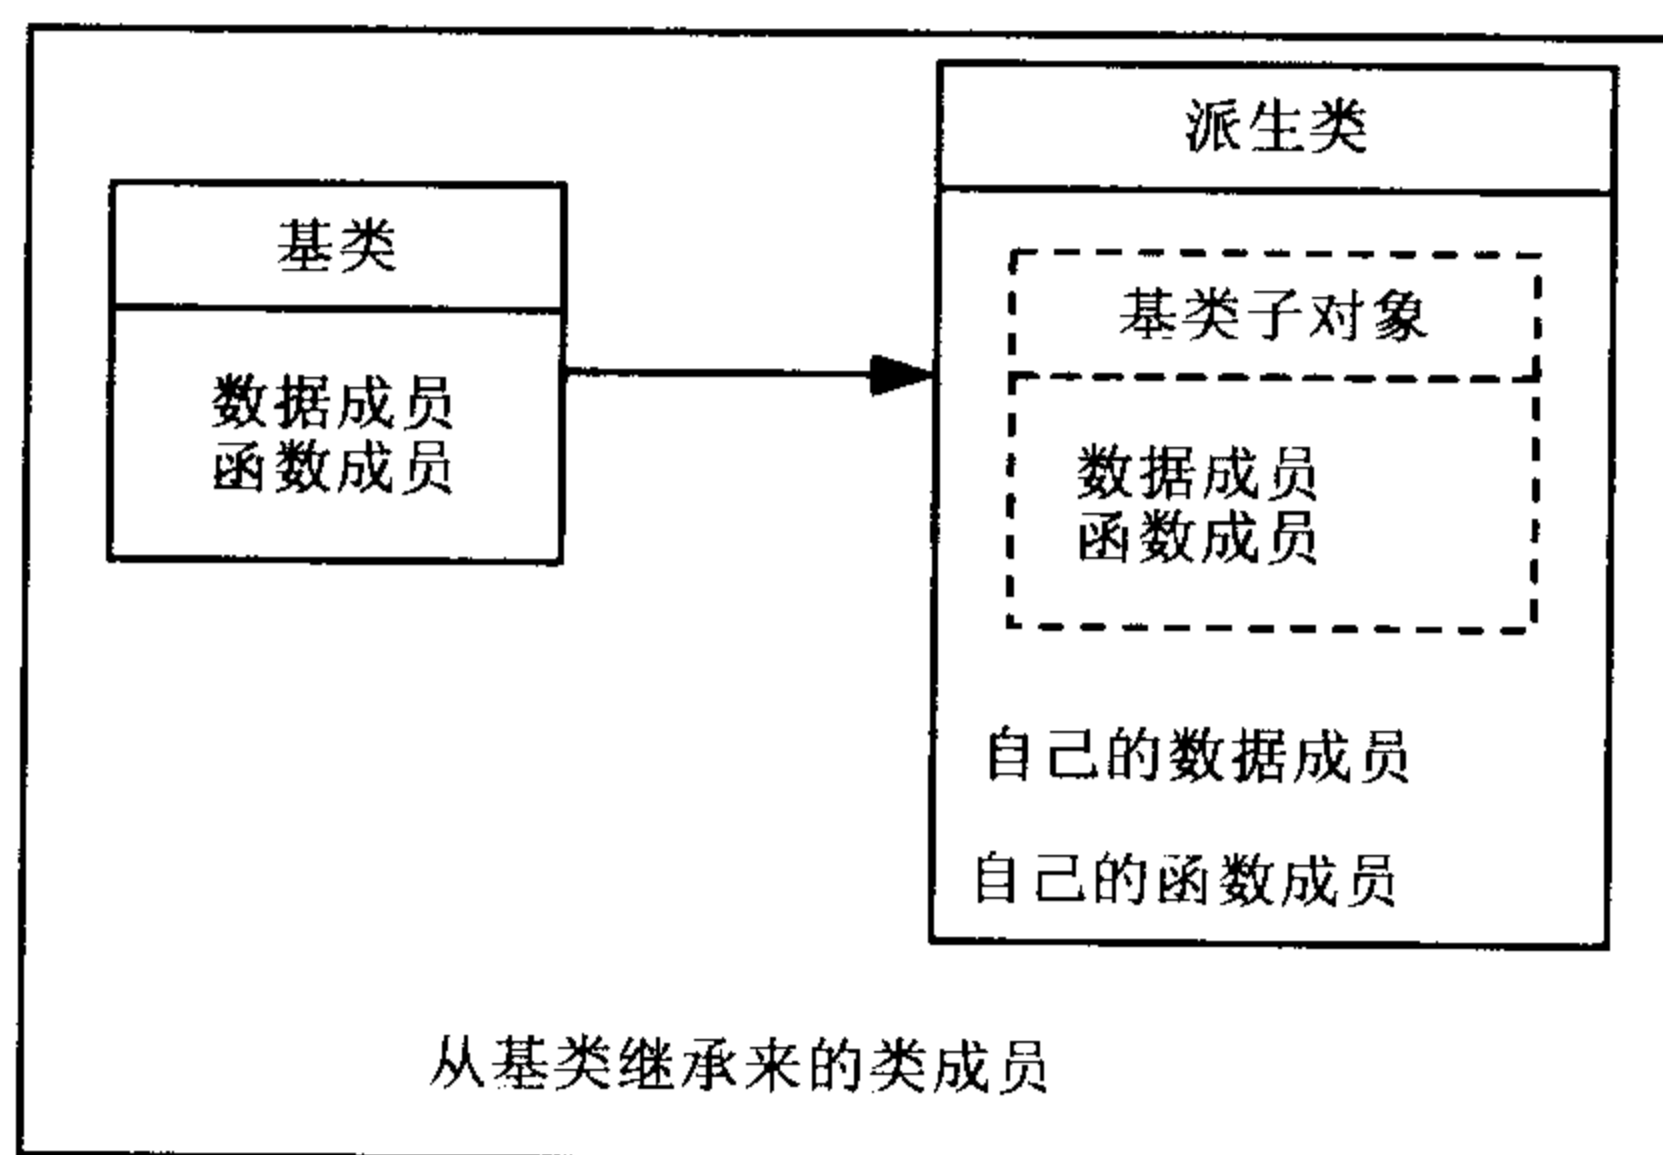 基类
数据成员
函数成员
派生类
基类子对象
数据成员
函数成员
自己的数据成员
自己的函数成员
从基类继承来的类成员